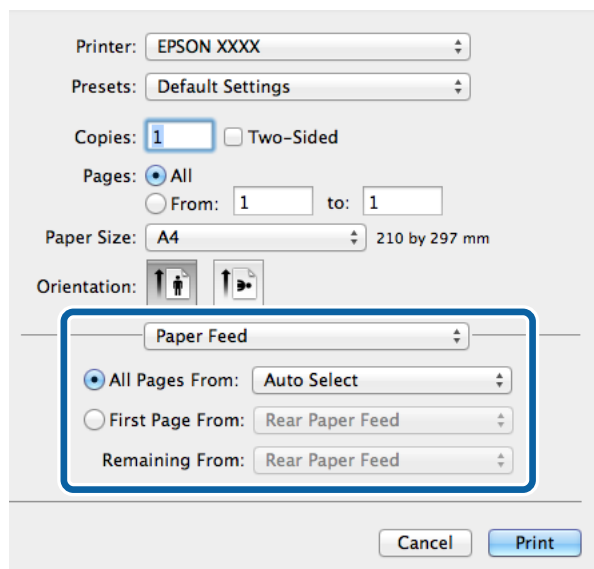 Printer: EPSON XXXX
Presets: Default Settings
Copies: 1 Two-Sided
Pages: All
From: 1 to: 1
Paper Size: A4 210 by 297 mm
Orientation:
Paper Feed
All Pages From: Auto Select
First Page From: Rear Paper Feed
Remaining From: Rear Paper Feed
Cancel Print